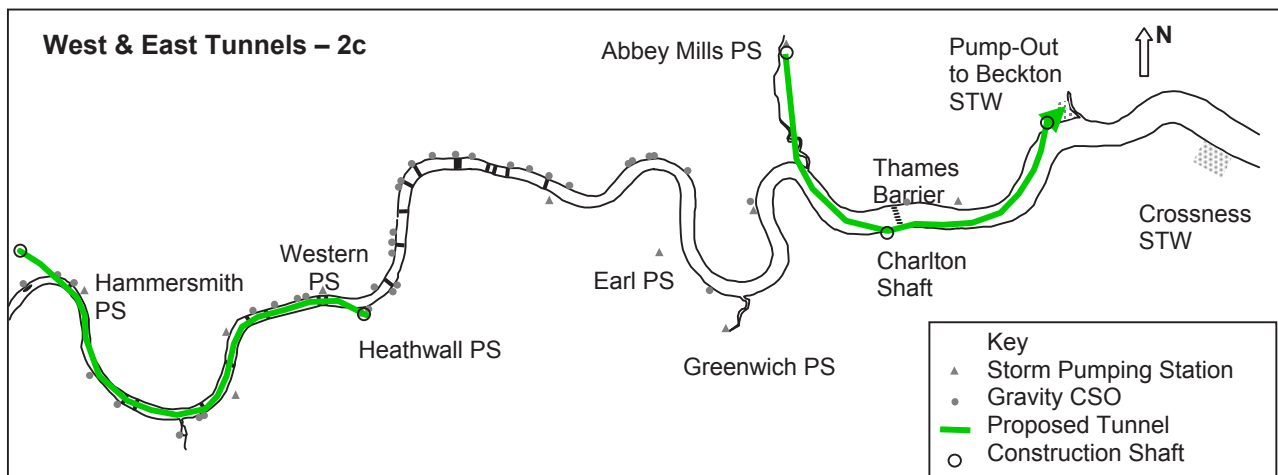 West & East Tunnels – 2c
Abbey Mills PS
Pump-Out
to Beckton
STW
N
Thames
Barrier
Crossness
STW
Hammersmith
PS
Western
PS
Earl PS
Charlton
Shaft
Heathwall PS
Greenwich PS
Key
Storm Pumping Station
Gravity CSO
Proposed Tunnel
Construction Shaft